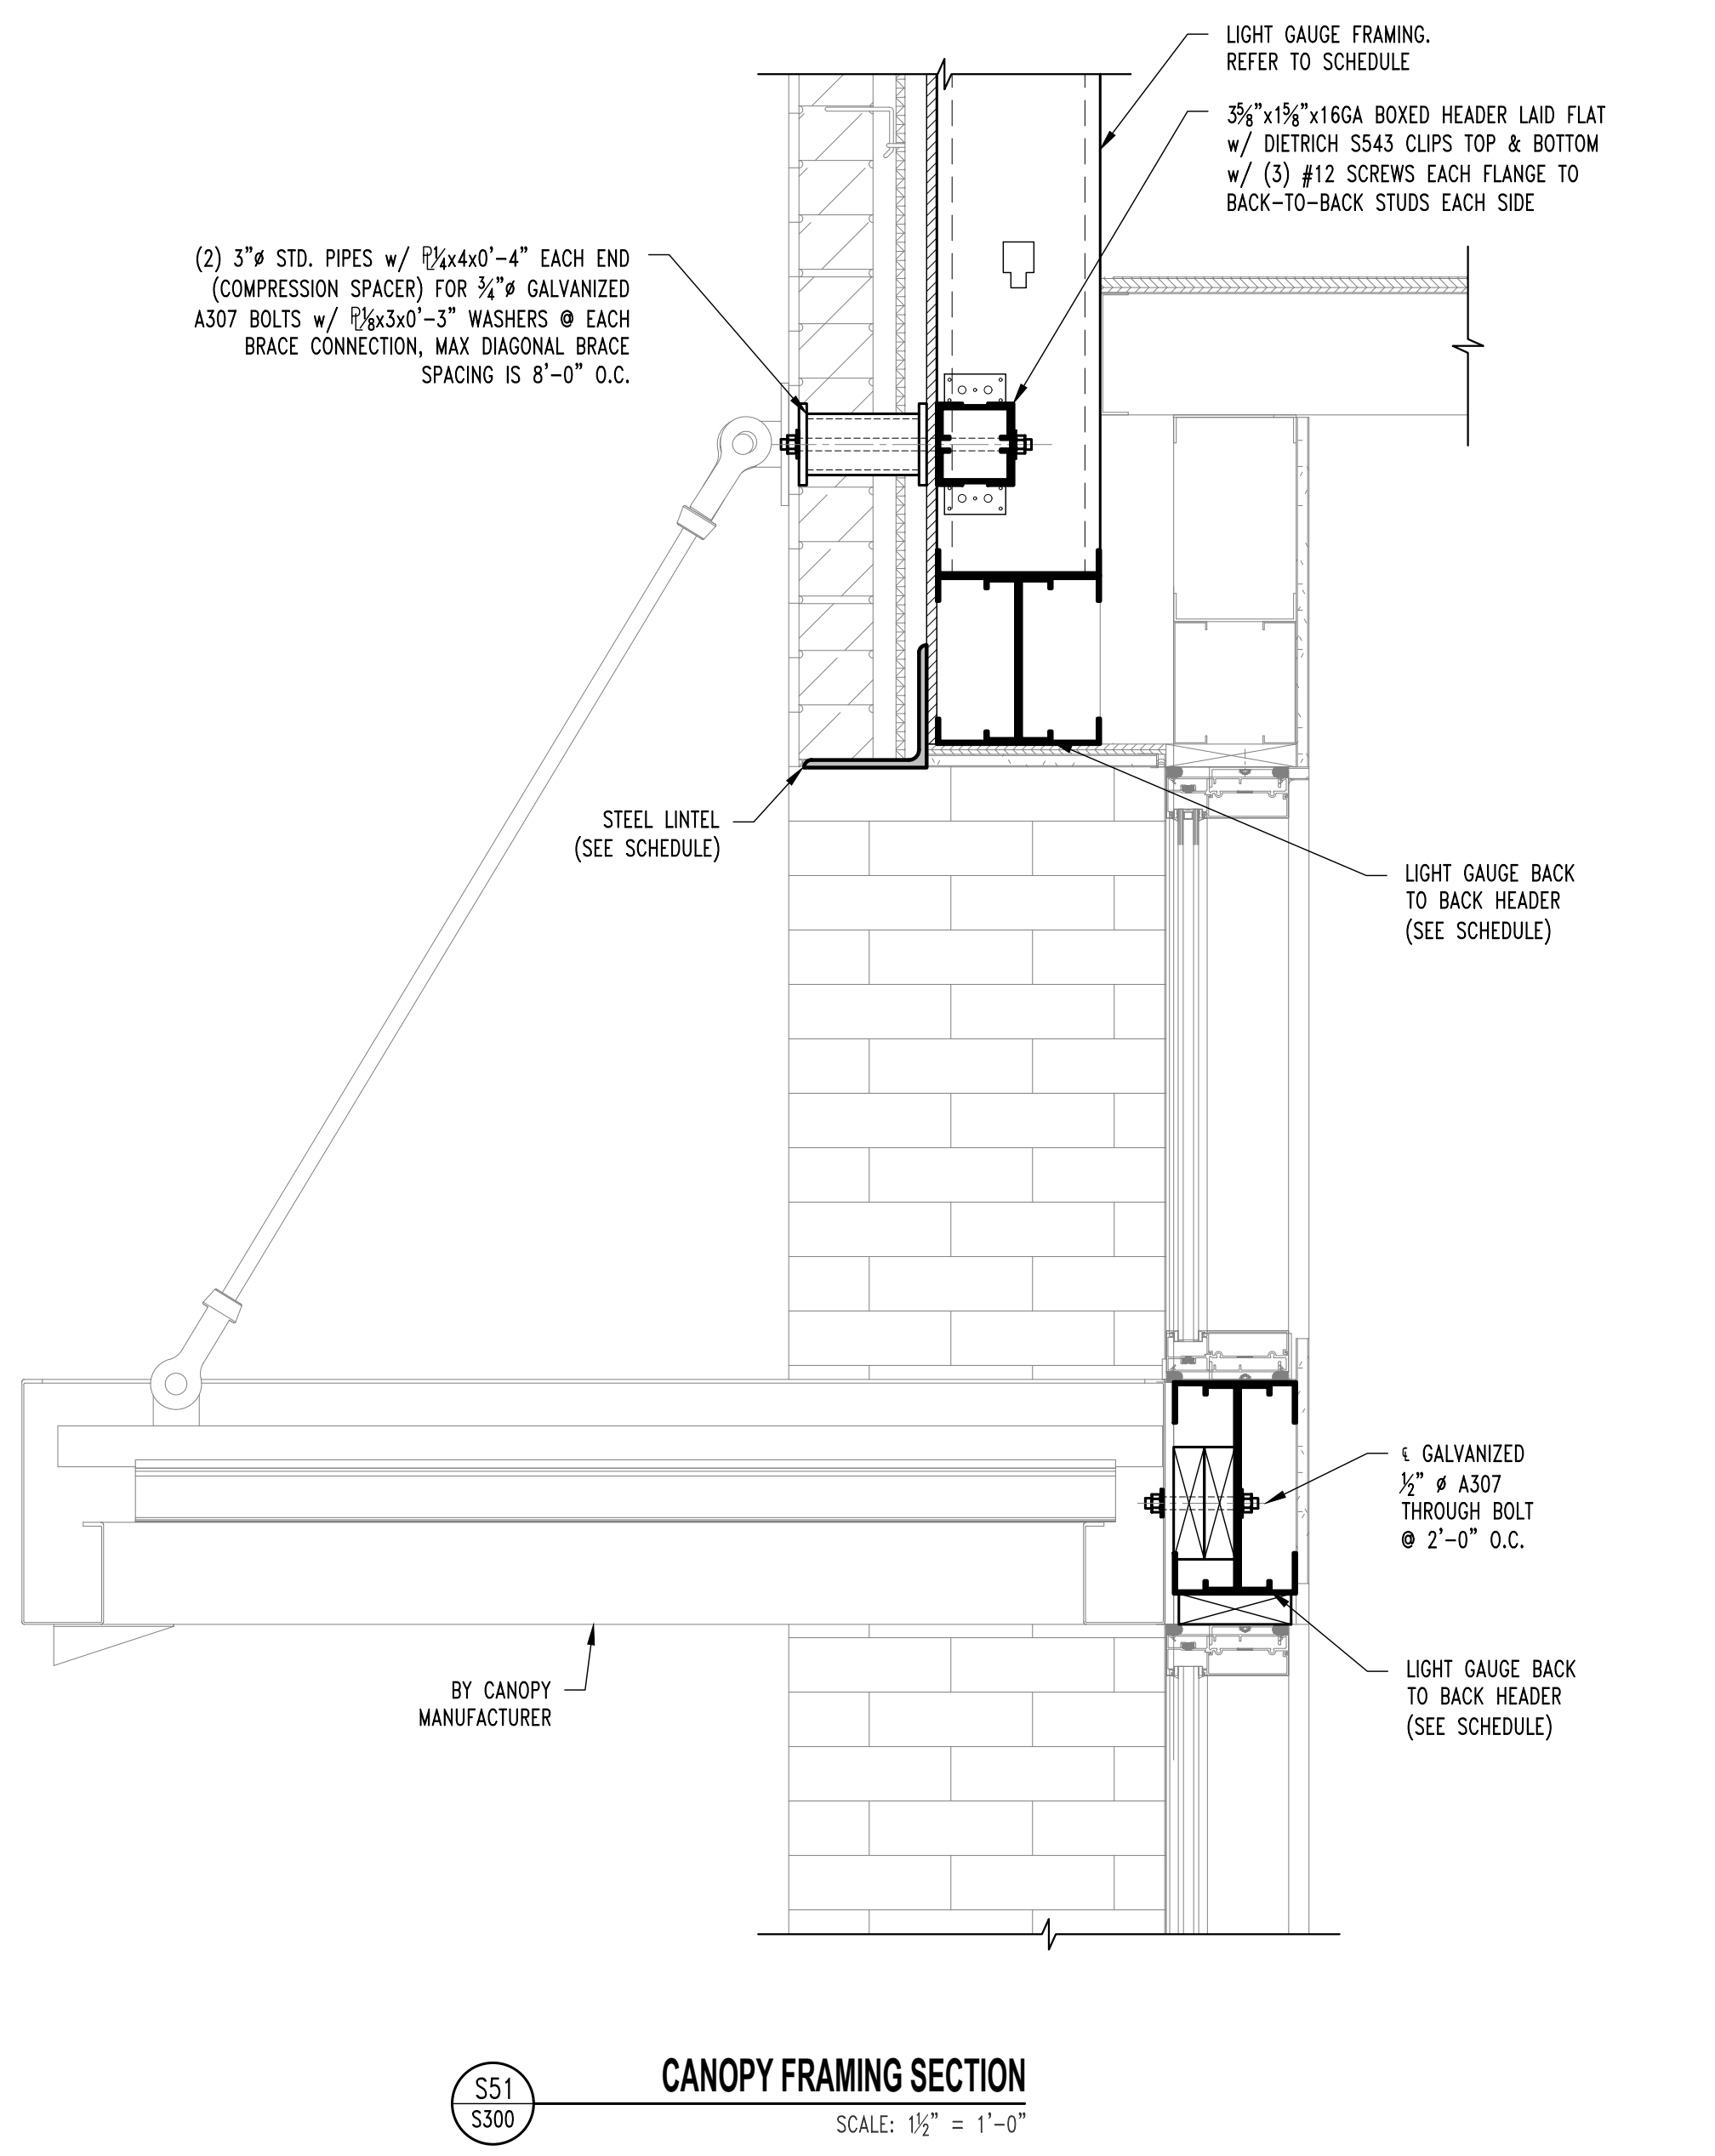 LIGHT GAUGE FRAMING.
REFER TO SCHEDULE
3⅝"x1⅝"x16GA BOXED HEADER LAID FLAT
w/ DIETRICH S543 CLIPS TOP & BOTTOM
w/ (3) #12 SCREWS EACH FLANGE TO
BACK-TO-BACK STUDS EACH SIDE
(2) 3"ø STD. PIPES w/ ℙL¼x4x0'-4" EACH END
(COMPRESSION SPACER) FOR ¾"ø GALVANIZED
A307 BOLTS w/ ℙL⅛x3x0'-3" WASHERS @ EACH
BRACE CONNECTION, MAX DIAGONAL BRACE
SPACING IS 8'-0" O.C.
STEEL LINTEL
(SEE SCHEDULE)
LIGHT GAUGE BACK
TO BACK HEADER
(SEE SCHEDULE)
℄ GALVANIZED
½" ø A307
THROUGH BOLT
@ 2'-0" O.C.
LIGHT GAUGE BACK
TO BACK HEADER
(SEE SCHEDULE)
BY CANOPY
MANUFACTURER
S51
S300
CANOPY FRAMING SECTION
SCALE: 1½" = 1'-0"